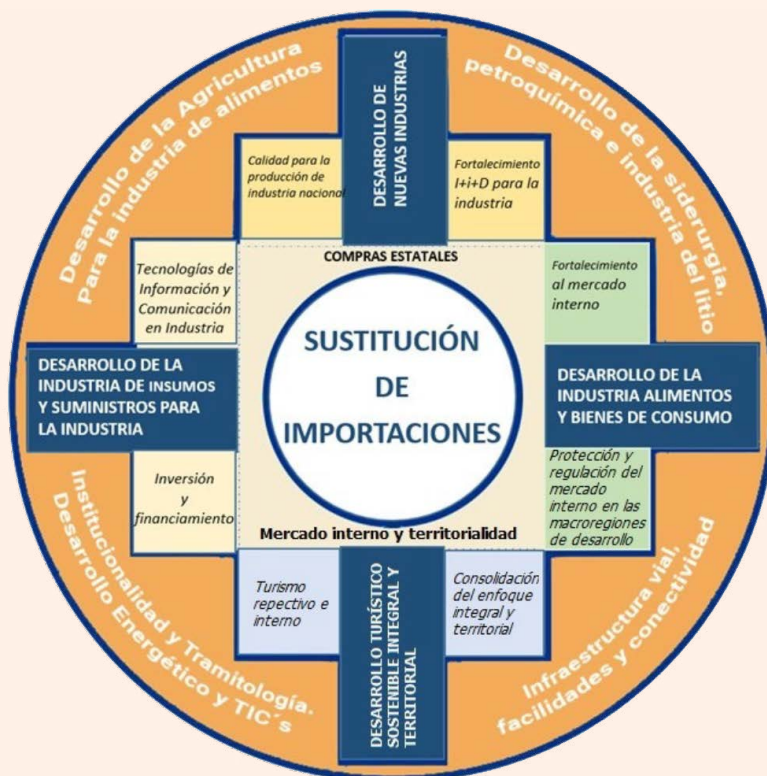 Desarrollo de la Agricultura
Para la industria de alimentos
Desarrollo de la siderurgia,
petroquímica e industria del litio
DESARROLLO DE
NUEVAS INDUSTRIAS
Calidad para la
producción de
industria nacional
Fortalecimiento
I+i+D para la
industria
COMPRAS ESTATALES
Tecnologías de
Información y
Comunicación
en Industria
Fortalecimiento
al mercado
interno
SUSTITUCIÓN
DE
IMPORTACIONES
DESARROLLO DE LA
INDUSTRIA DE INSUMOS
Y SUMINISTROS PARA
LA INDUSTRIA
DESARROLLO DE LA
INDUSTRIA ALIMENTOS
Y BIENES DE CONSUMO
Inversión
y
financiamiento
Protección y
regulación del
mercado
interno en las
macroregiones
de desarrollo
Mercado interno y territorialidad
Turismo
repectivo e
interno
DESARROLLO TURÍSTICO
SOSTENIBLE INTEGRAL Y
TERRITORIAL
Consolidación
del enfoque
integral y
territorial
Institucionalidad y Tramitología.
Desarrollo Energético y TIC´s
Infraestructura vial,
facilidades y conectividad